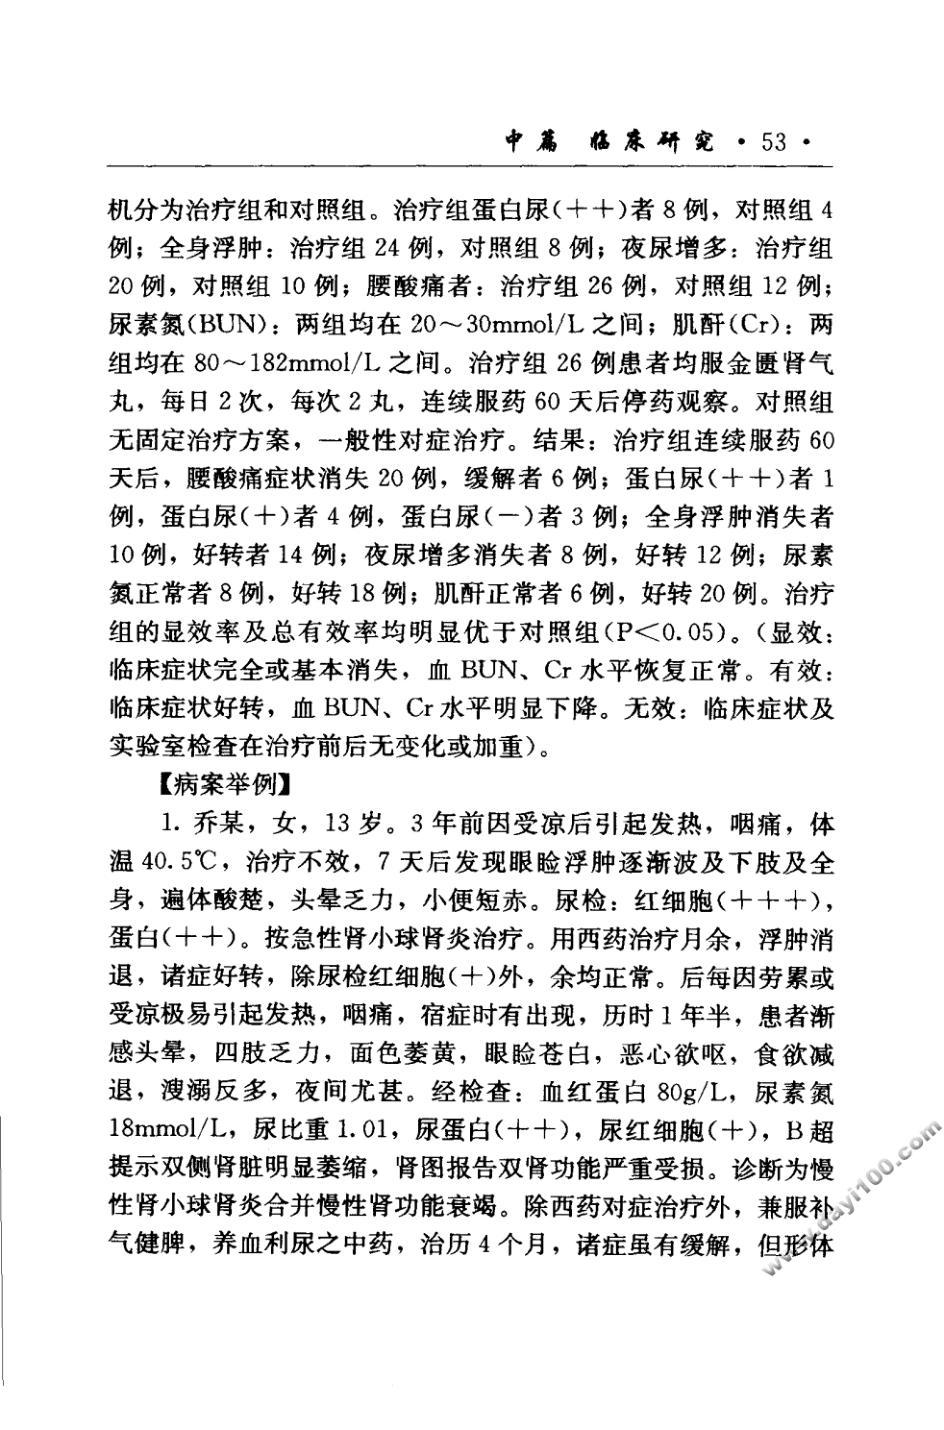 中篇 临床研究 · 53 ·
机分为治疗组和对照组。治疗组蛋白尿(＋＋)者 8 例，对照组 4
例；全身浮肿：治疗组 24 例，对照组 8 例；夜尿增多：治疗组
20 例，对照组 10 例；腰酸痛者：治疗组 26 例，对照组 12 例；
尿素氮(BUN)：两组均在 20～30mmol/L 之间；肌酐(Cr)：两
组均在 80～182mmol/L 之间。治疗组 26 例患者均服金匮肾气
丸，每日 2 次，每次 2 丸，连续服药 60 天后停药观察。对照组
无固定治疗方案，一般性对症治疗。结果：治疗组连续服药 60
天后，腰酸痛症状消失 20 例，缓解者 6 例；蛋白尿(＋＋)者 1
例，蛋白尿(＋)者 4 例，蛋白尿(－)者 3 例；全身浮肿消失者
10 例，好转者 14 例；夜尿增多消失者 8 例，好转 12 例；尿素
氮正常者 8 例，好转 18 例；肌酐正常者 6 例，好转 20 例。治疗
组的显效率及总有效率均明显优于对照组(P＜0.05)。(显效：
临床症状完全或基本消失，血 BUN、Cr 水平恢复正常。有效：
临床症状好转，血 BUN、Cr 水平明显下降。无效：临床症状及
实验室检查在治疗前后无变化或加重)。
【病案举例】
1. 乔某，女，13 岁。3 年前因受凉后引起发热，咽痛，体
温 40.5℃，治疗不效，7 天后发现眼睑浮肿逐渐波及下肢及全
身，遍体酸楚，头晕乏力，小便短赤。尿检：红细胞(＋＋＋)，
蛋白(＋＋)。按急性肾小球肾炎治疗。用西药治疗月余，浮肿消
退，诸症好转，除尿检红细胞(＋)外，余均正常。后每因劳累或
受凉极易引起发热，咽痛，宿症时有出现，历时 1 年半，患者渐
感头晕，四肢乏力，面色萎黄，眼睑苍白，恶心欲呕，食欲减
退，溲溺反多，夜间尤甚。经检查：血红蛋白 80g/L，尿素氮
18mmol/L，尿比重 1.01，尿蛋白(＋＋)，尿红细胞(＋)，B 超
提示双侧肾脏明显萎缩，肾图报告双肾功能严重受损。诊断为慢
性肾小球肾炎合并慢性肾功能衰竭。除西药对症治疗外，兼服补
气健脾，养血利尿之中药，治历 4 个月，诸症虽有缓解，但形体
www.dayi100.com